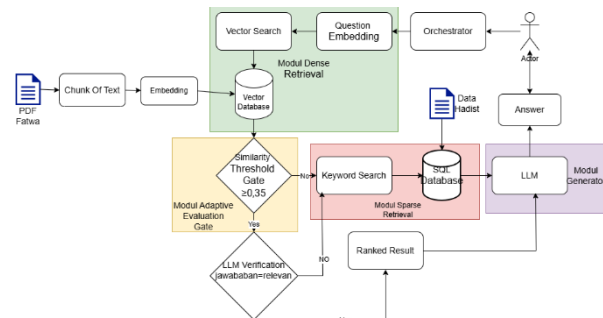 Vector Search
Question
Embedding
Orchestrator
Actor
Modul Dense
Retrieval
PDF
Fatwa
Chunk Of Text
Embedding
Vector
Database
Data
Hadist
Answer
Similarity
Threshold
Gate
≥0,35
No
Keyword Search
SQL
Database
LLM
Modul
Generator
Modul Adaptive
Evaluation
Gate
Modul Sparse
Retrieval
Yes
LLM Verification
jawababan=relevan
NO
Ranked Result